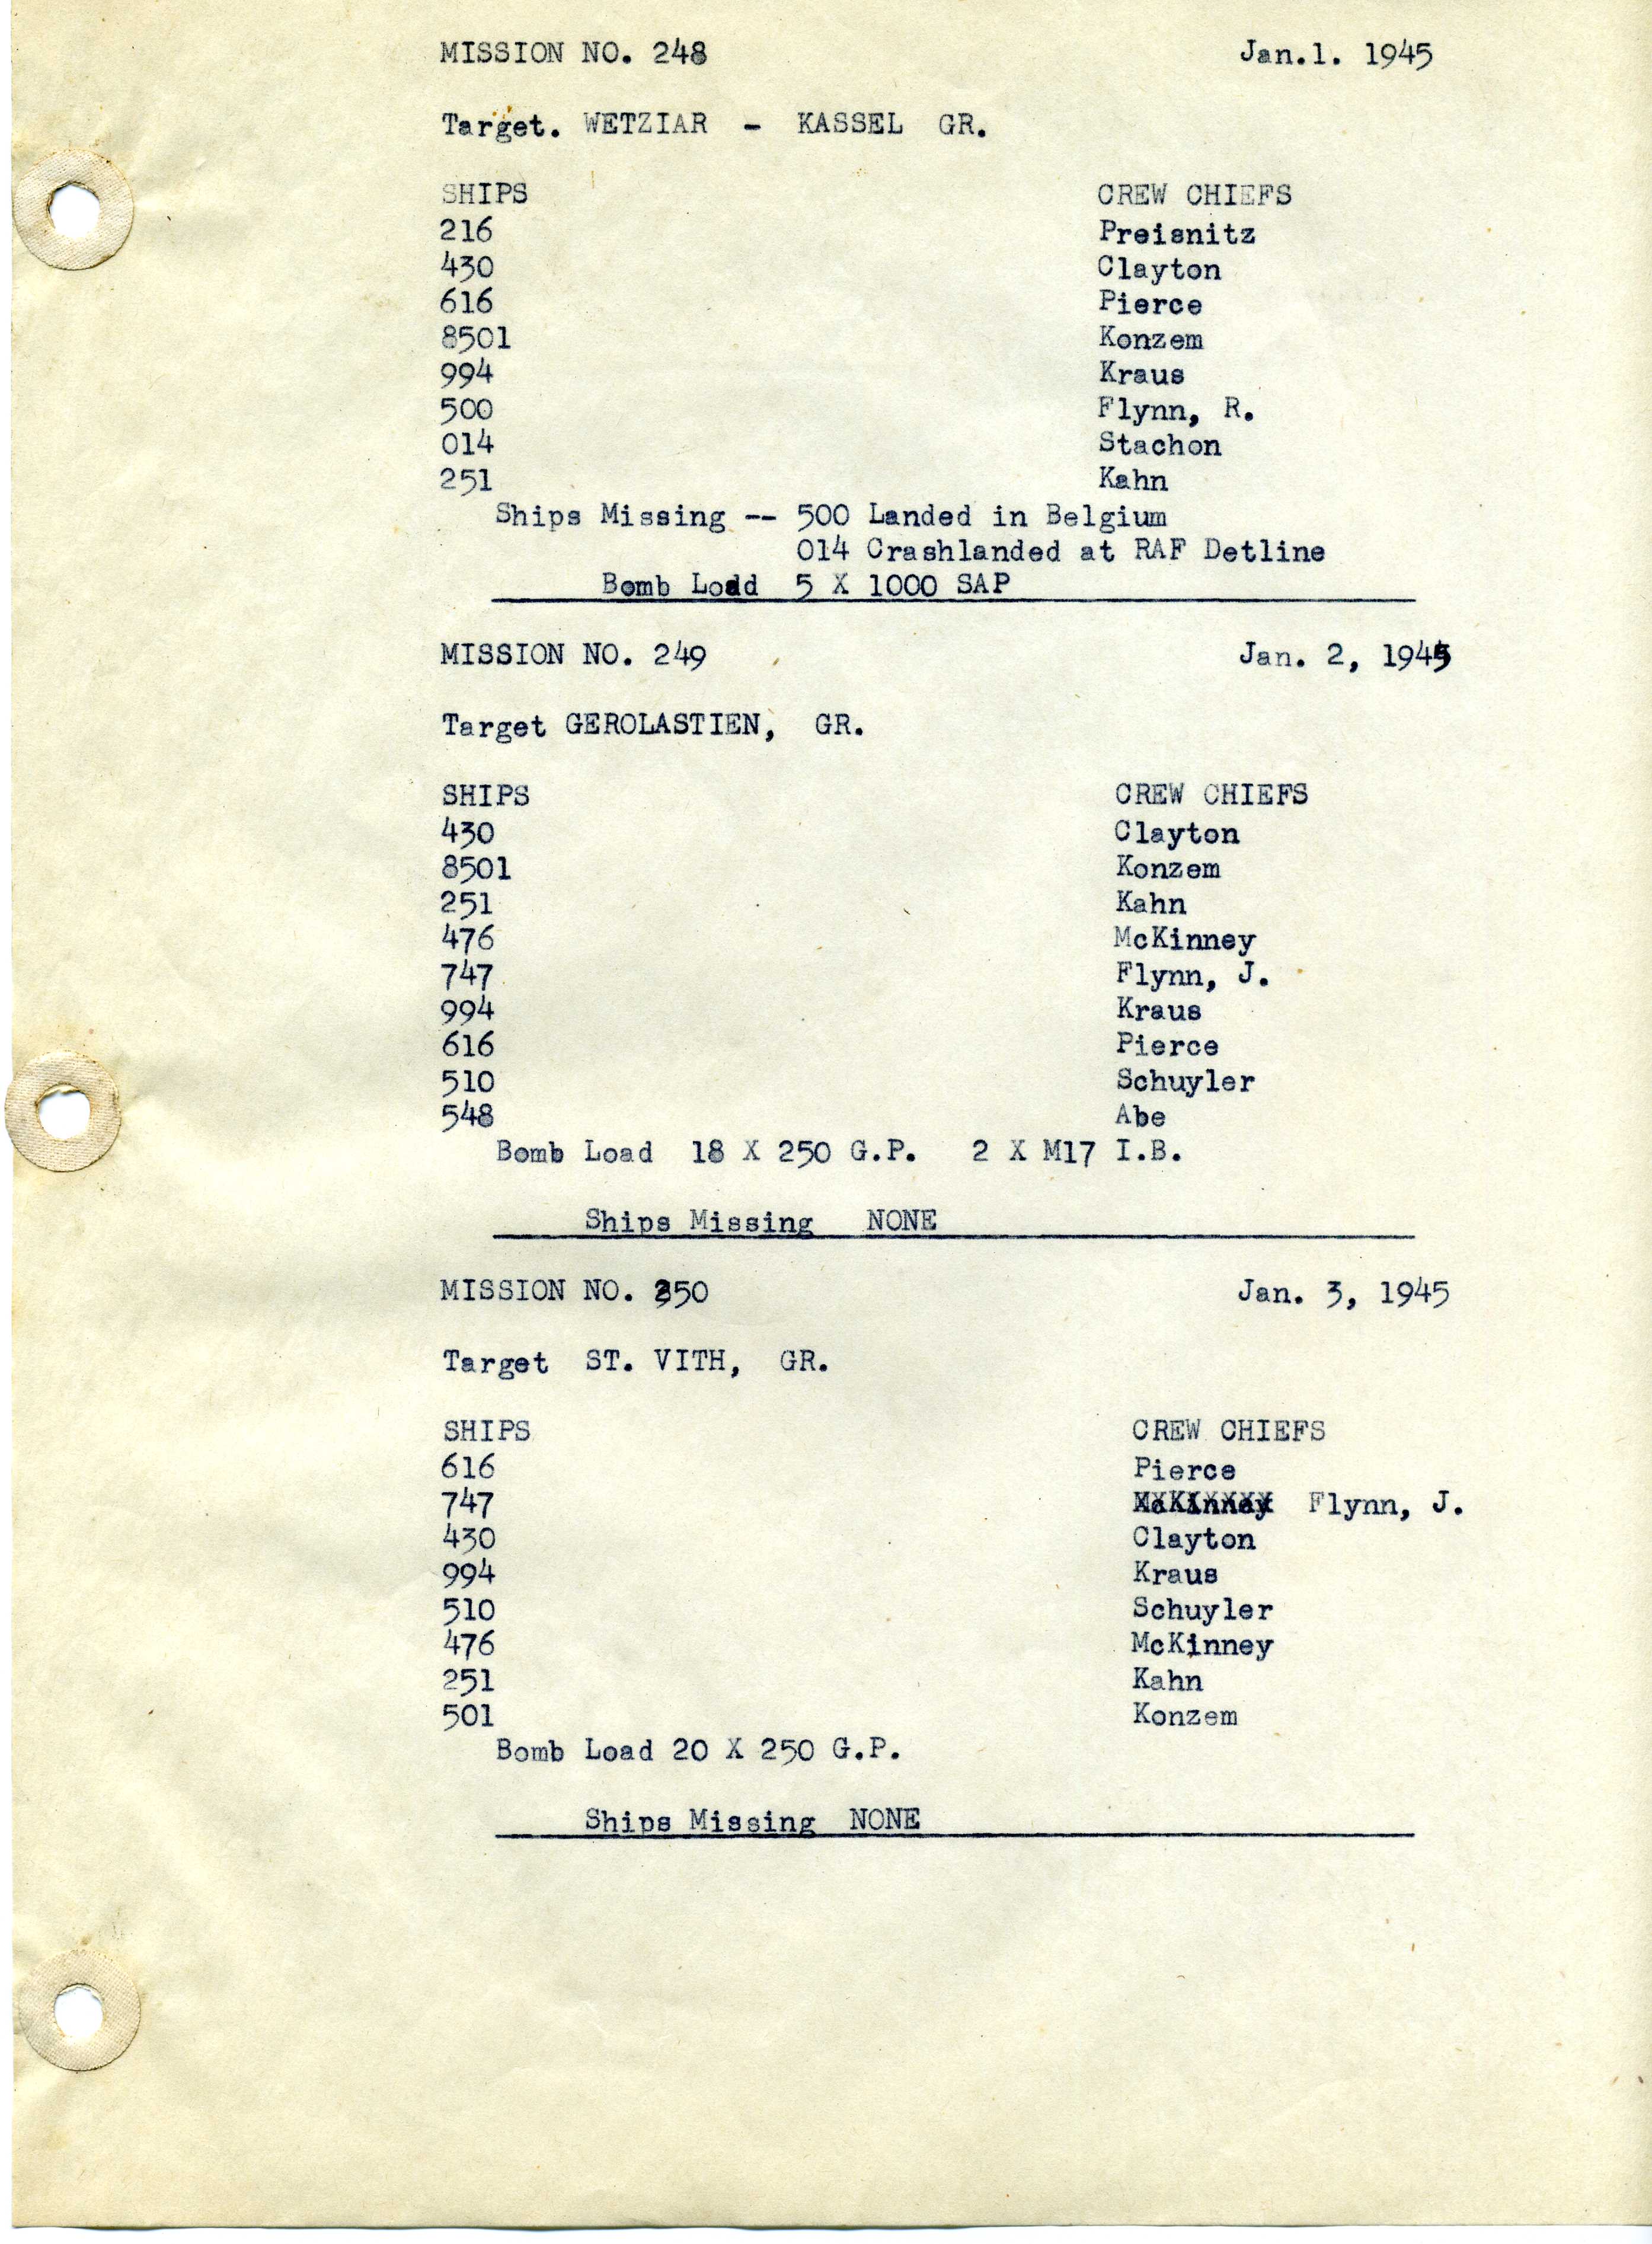 MISSION NO. 248 Jan.1. 1945
Target. WETZIAR - KASSEL GR.
SHIPS CREW CHIEFS
216 Preisnitz
430 Clayton
616 Pierce
8501 Konzem
994 Kraus
500 Flynn, R.
014 Stachon
251 Kahn
Ships Missing -- 500 Landed in Belgium
014 Crashlanded at RAF Detline
Bomb Load 5 X 1000 SAP
MISSION NO. 249 Jan. 2, 1945
Target GEROLASTIEN, GR.
SHIPS CREW CHIEFS
430 Clayton
8501 Konzem
251 Kahn
476 McKinney
747 Flynn, J.
994 Kraus
616 Pierce
510 Schuyler
548 Abe
Bomb Load 18 X 250 G.P. 2 X M17 I.B.
Ships Missing NONE
MISSION NO. 250 Jan. 3, 1945
Target ST. VITH, GR.
SHIPS CREW CHIEFS
616 Pierce
747 McKinney Flynn, J.
430 Clayton
994 Kraus
510 Schuyler
476 McKinney
251 Kahn
501 Konzem
Bomb Load 20 X 250 G.P.
Ships Missing NONE